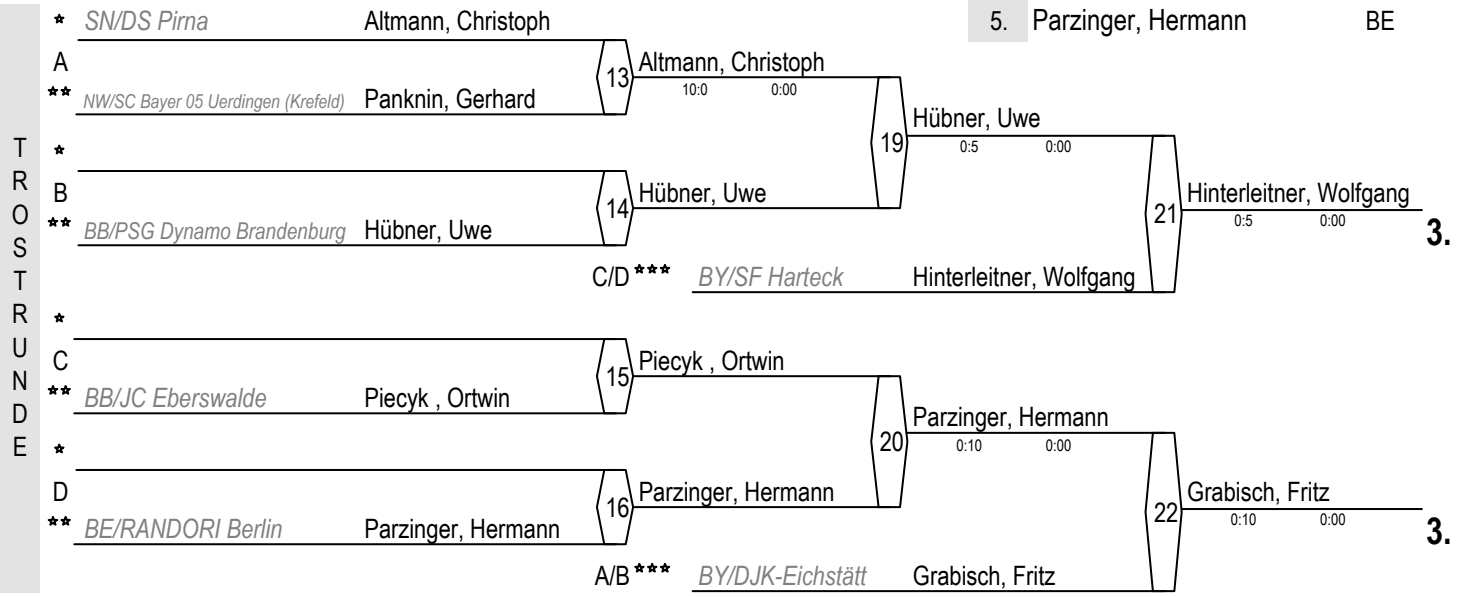 TROSTRUNDE
* SN/DS Pirna Altmann, Christoph 5. Parzinger, Hermann BE
A 13 Altmann, Christoph
** NW/SC Bayer 05 Uerdingen (Krefeld) Panknin, Gerhard 10:0 0:00
19 Hübner, Uwe
* 0:5 0:00
B 14 Hübner, Uwe 21 Hinterleitner, Wolfgang
** BB/PSG Dynamo Brandenburg Hübner, Uwe 0:5 0:00 3.
C/D *** BY/SF Harteck Hinterleitner, Wolfgang
*
C 15 Piecyk , Ortwin
** BB/JC Eberswalde Piecyk , Ortwin
20 Parzinger, Hermann
* 0:10 0:00
D 16 Parzinger, Hermann 22 Grabisch, Fritz
** BE/RANDORI Berlin Parzinger, Hermann 0:10 0:00 3.
A/B *** BY/DJK-Eichstätt Grabisch, Fritz